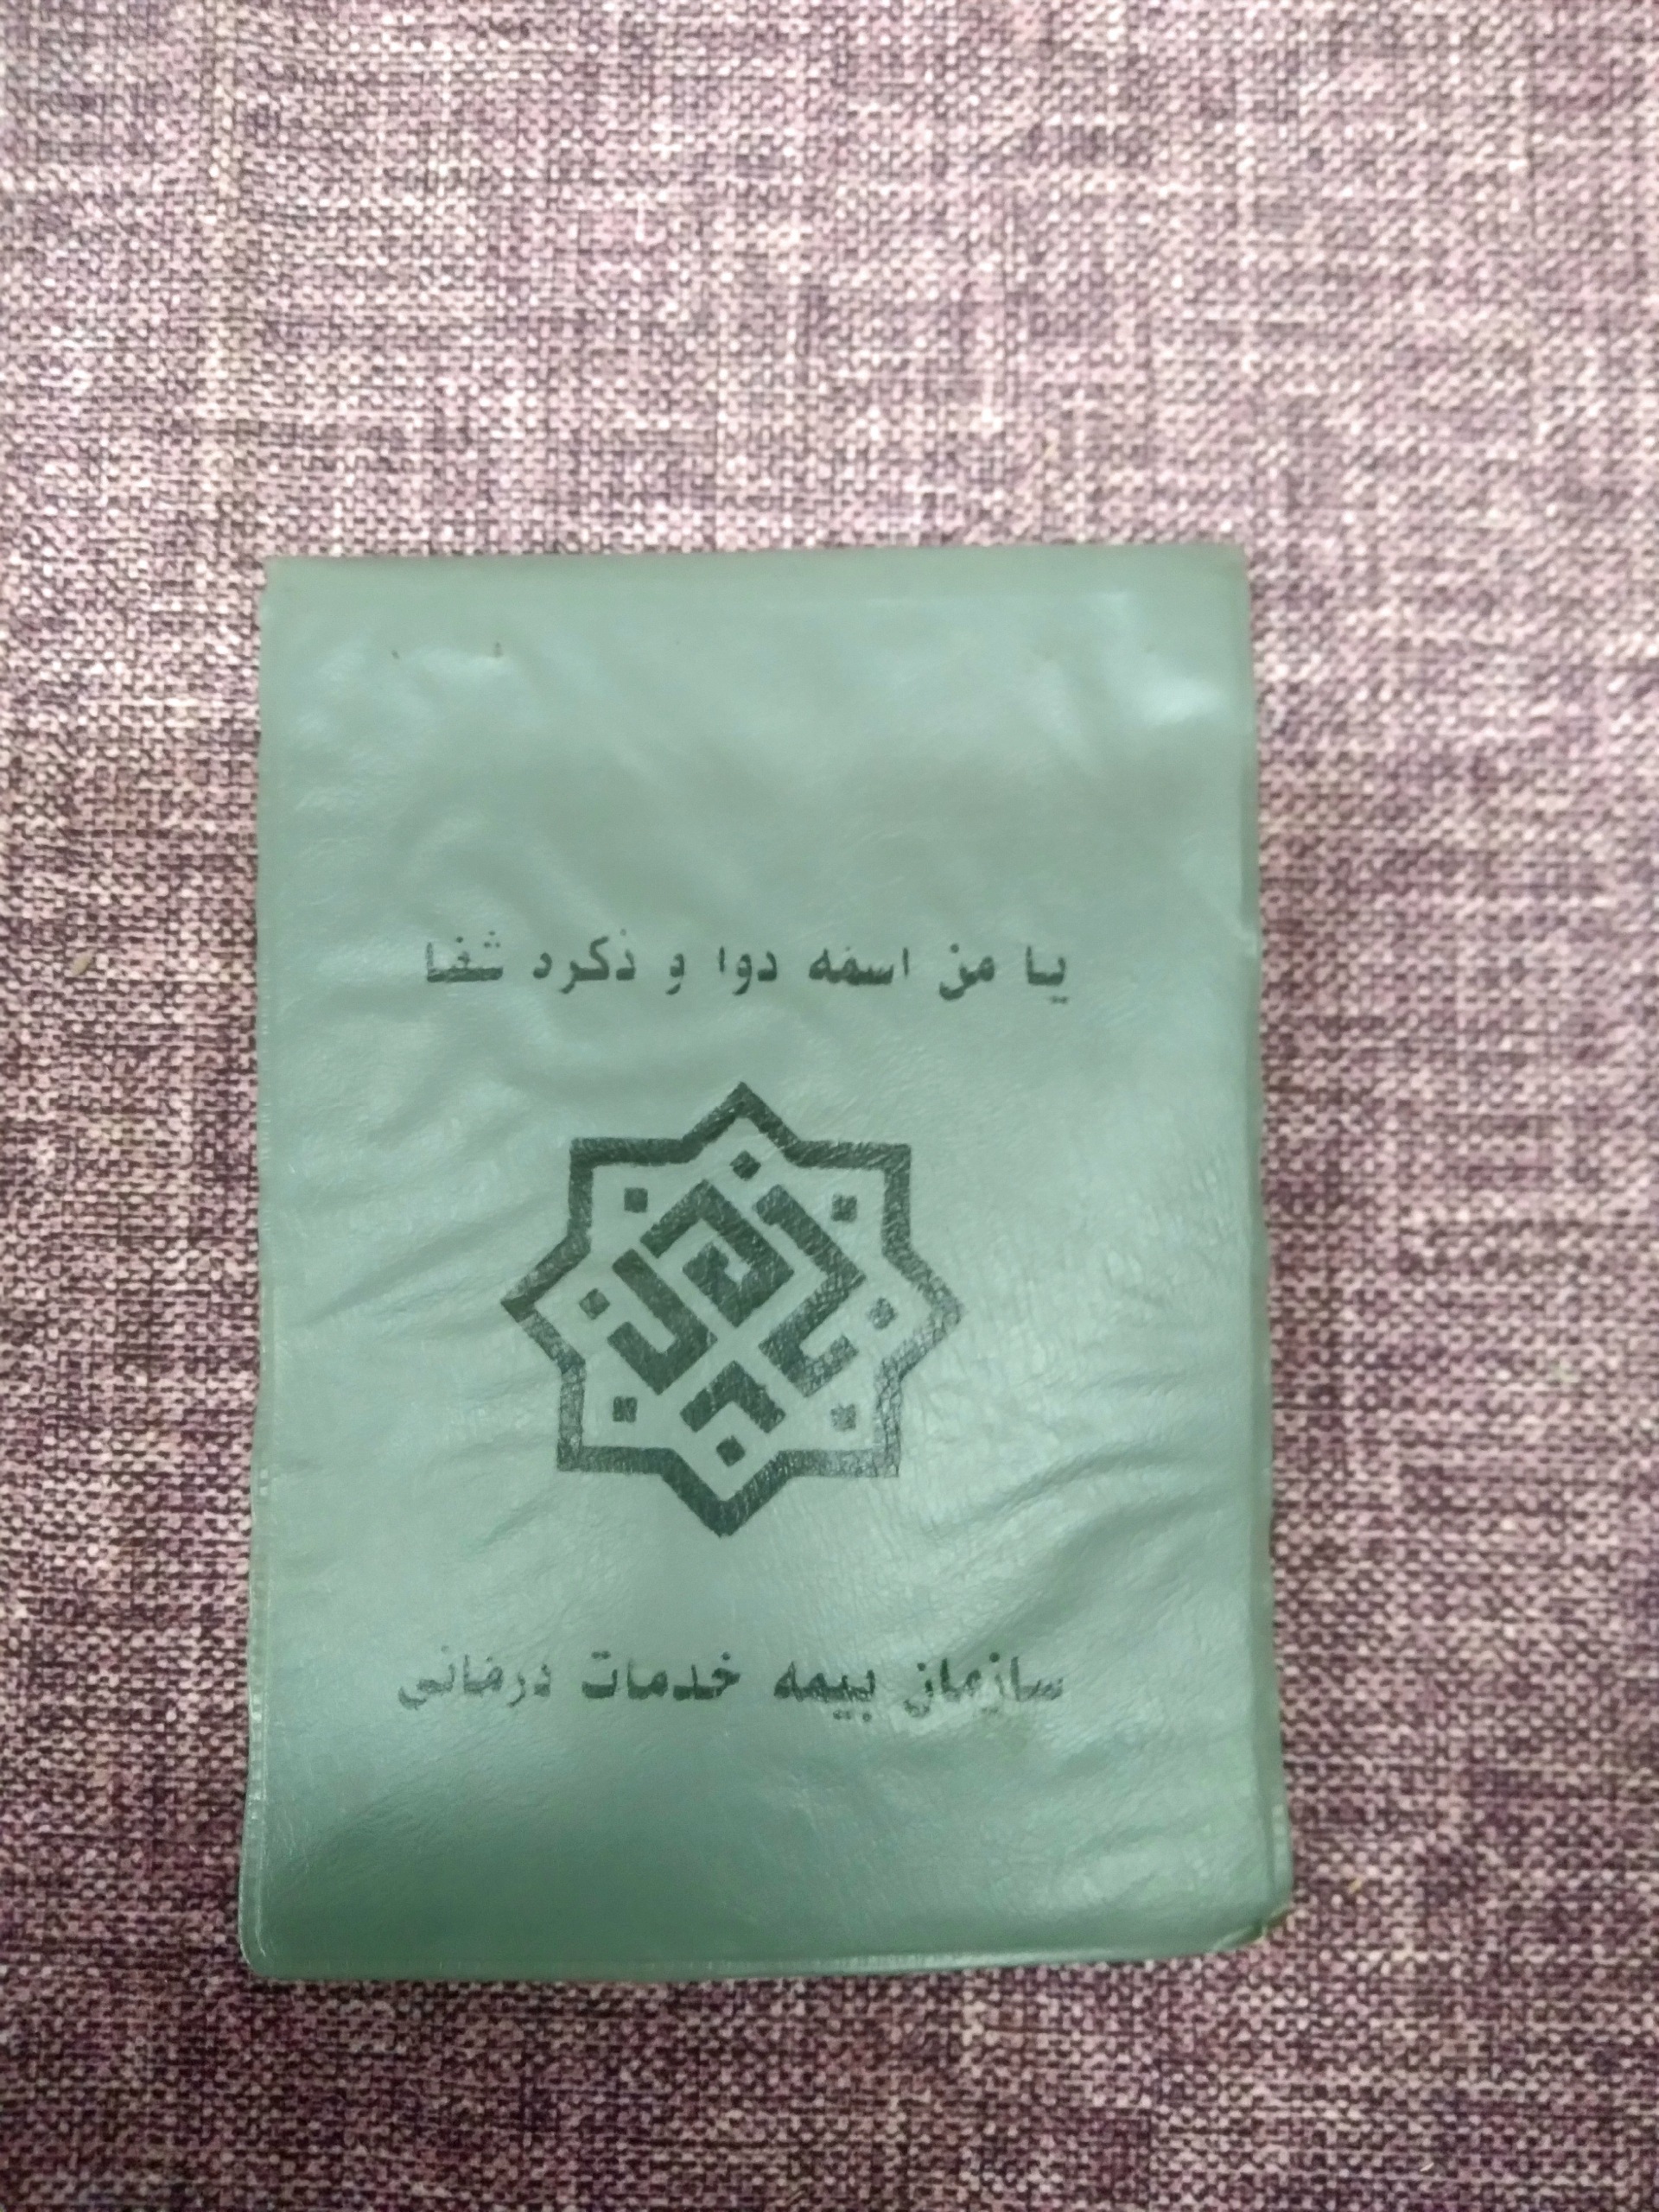 یا من اسمه دوا و ذکره شفا
سازمان بیمه خدمات درمانی